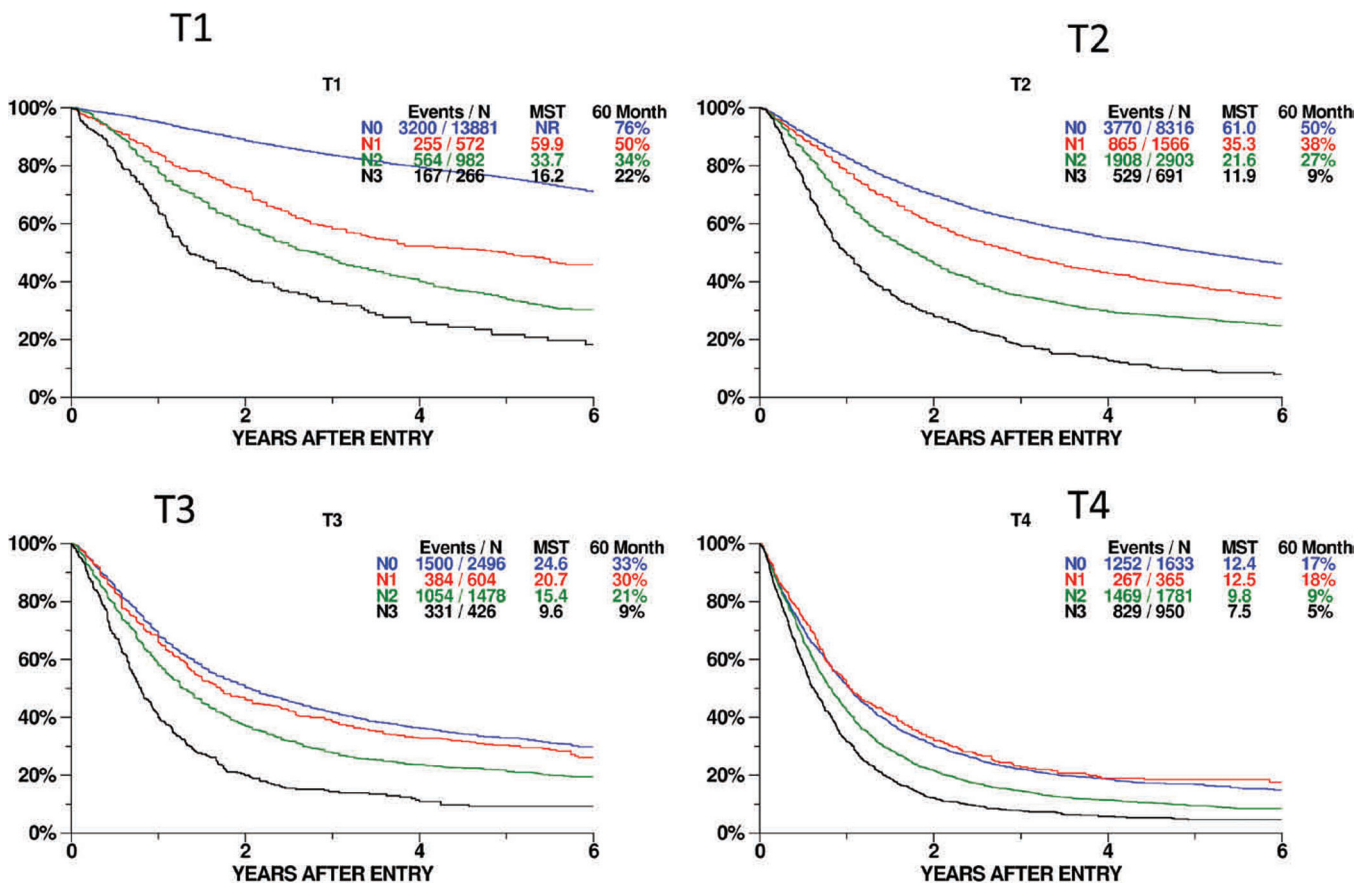 T1
T1
Events / N MST 60 Month
N0 3200 / 13881 NR 76%
N1 255 / 572 59.9 50%
N2 564 / 982 33.7 34%
N3 167 / 266 16.2 22%
100%
80%
60%
40%
20%
0%
0 2 4 6
YEARS AFTER ENTRY
T2
T2
Events / N MST 60 Month
N0 3770 / 8316 61.0 50%
N1 865 / 1566 35.3 38%
N2 1908 / 2903 21.6 27%
N3 529 / 691 11.9 9%
100%
80%
60%
40%
20%
0%
0 2 4 6
YEARS AFTER ENTRY
T3
T3
Events / N MST 60 Month
N0 1500 / 2496 24.6 33%
N1 384 / 604 20.7 30%
N2 1054 / 1478 15.4 21%
N3 331 / 426 9.6 9%
100%
80%
60%
40%
20%
0%
0 2 4 6
YEARS AFTER ENTRY
T4
T4
Events / N MST 60 Month
N0 1252 / 1633 12.4 17%
N1 267 / 365 12.5 18%
N2 1469 / 1781 9.8 9%
N3 829 / 950 7.5 5%
100%
80%
60%
40%
20%
0%
0 2 4 6
YEARS AFTER ENTRY